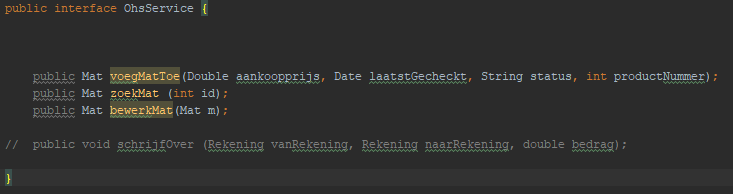 public interface OhsService {
public Mat voegMatToe(Double aankoopprijs, Date laatstGecheckt, String status, int productNummer);
public Mat zoekMat (int id);
public Mat bewerkMat(Mat m);
//  public void schrijfOver (Rekening vanRekening, Rekening naarRekening, double bedrag);
}